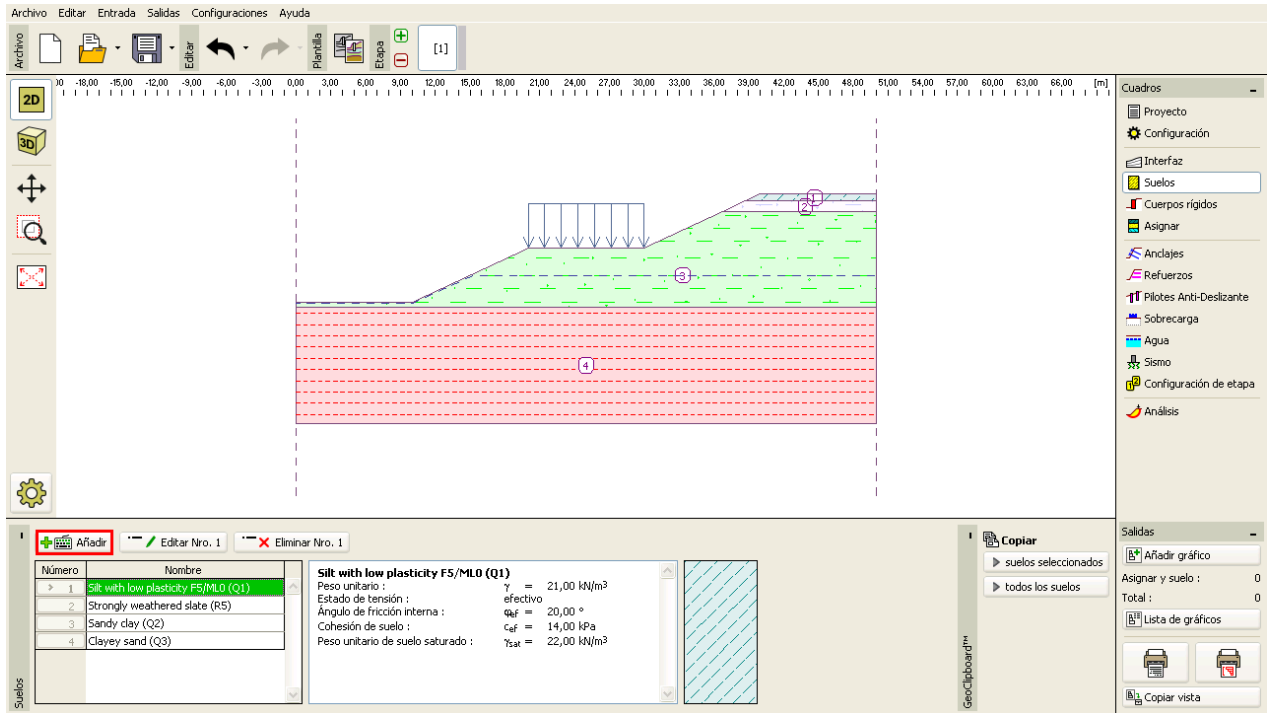 Archivo Editar Entrada Salidas Configuraciones Ayuda
Archivo
Editar
Plantilla
Etapa
[1]
2D
3D
00 -18,00 -15,00 -12,00 -9,00 -6,00 -3,00 0,00 3,00 6,00 9,00 12,00 15,00 18,00 21,00 24,00 27,00 30,00 33,00 36,00 39,00 42,00 45,00 48,00 51,00 54,00 57,00 60,00 63,00 66,00 [m]
1
2
3
4
Cuadros
Proyecto
Configuración
Interfaz
Suelos
Cuerpos rígidos
Asignar
Anclajes
Refuerzos
Pilotes Anti-Deslizante
Sobrecarga
Agua
Sismo
Configuración de etapa
Análisis
Suelos
Añadir
Editar Nro. 1
Eliminar Nro. 1
Número Nombre
> 1 Silt with low plasticity F5/ML0 (Q1)
2 Strongly weathered slate (R5)
3 Sandy clay (Q2)
4 Clayey sand (Q3)
Silt with low plasticity F5/ML0 (Q1)
Peso unitario : γ = 21,00 kN/m3
Estado de tensión : efectivo
Ángulo de fricción interna : φef = 20,00 °
Cohesión de suelo : cef = 14,00 kPa
Peso unitario de suelo saturado : γsat = 22,00 kN/m3
GeoClipboard™
Copiar
suelos seleccionados
todos los suelos
Salidas
Añadir gráfico
Asignar y suelo : 0
Total : 0
Lista de gráficos
Copiar vista